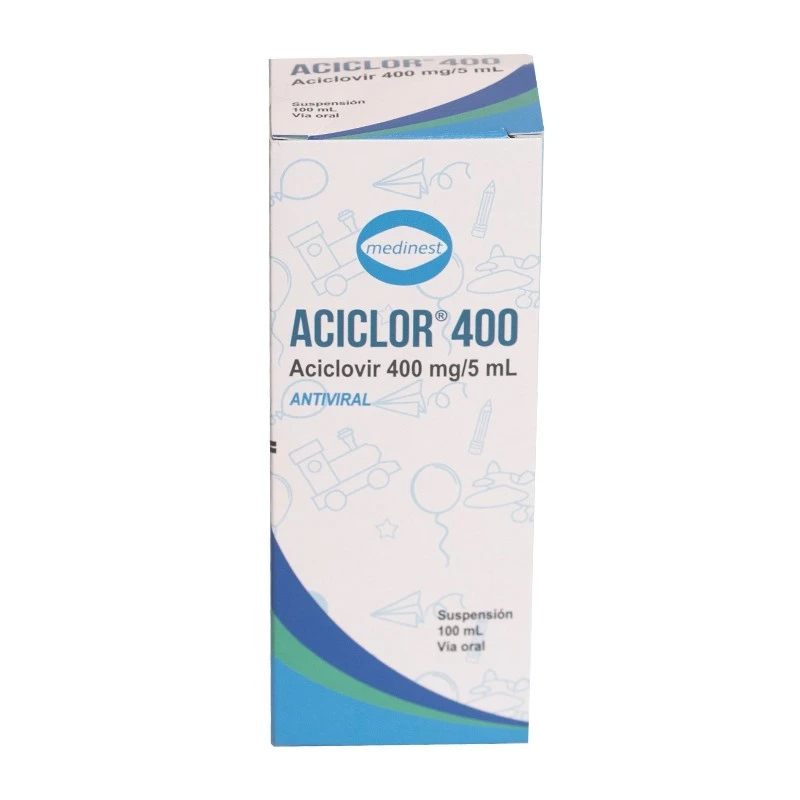 ACICLOR® 400
Aciclovir 400 mg/5 mL
Suspensión
100 mL
Vía oral
medinest
ACICLOR® 400
Aciclovir 400 mg/5 mL
ANTIVIRAL
Suspensión
100 mL
Vía oral